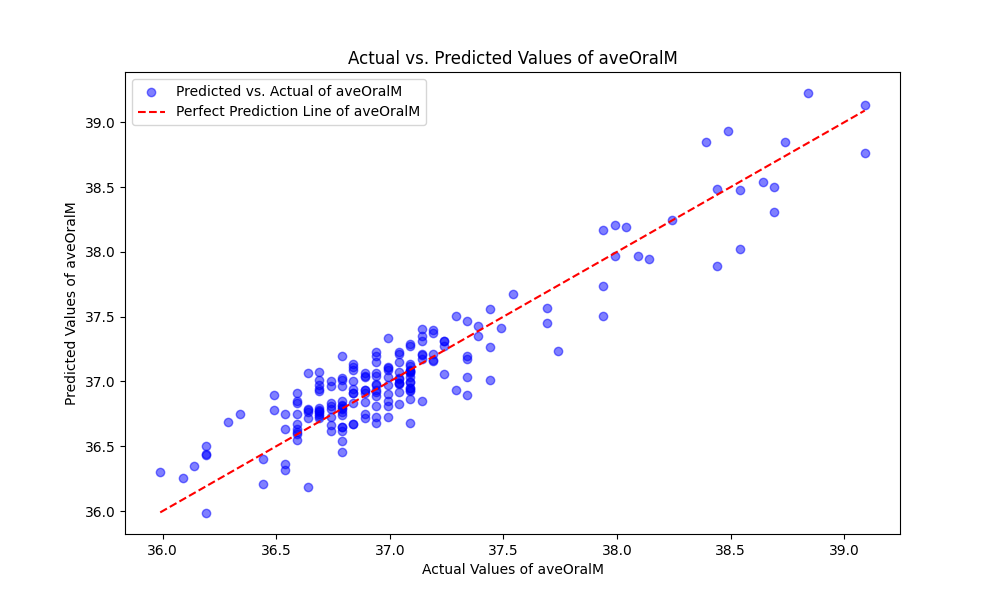 Actual vs. Predicted Values of aveOralM
Predicted vs. Actual of aveOralM
Perfect Prediction Line of aveOralM
Predicted Values of aveOralM
39.0
38.5
38.0
37.5
37.0
36.5
36.0
36.0 36.5 37.0 37.5 38.0 38.5 39.0
Actual Values of aveOralM